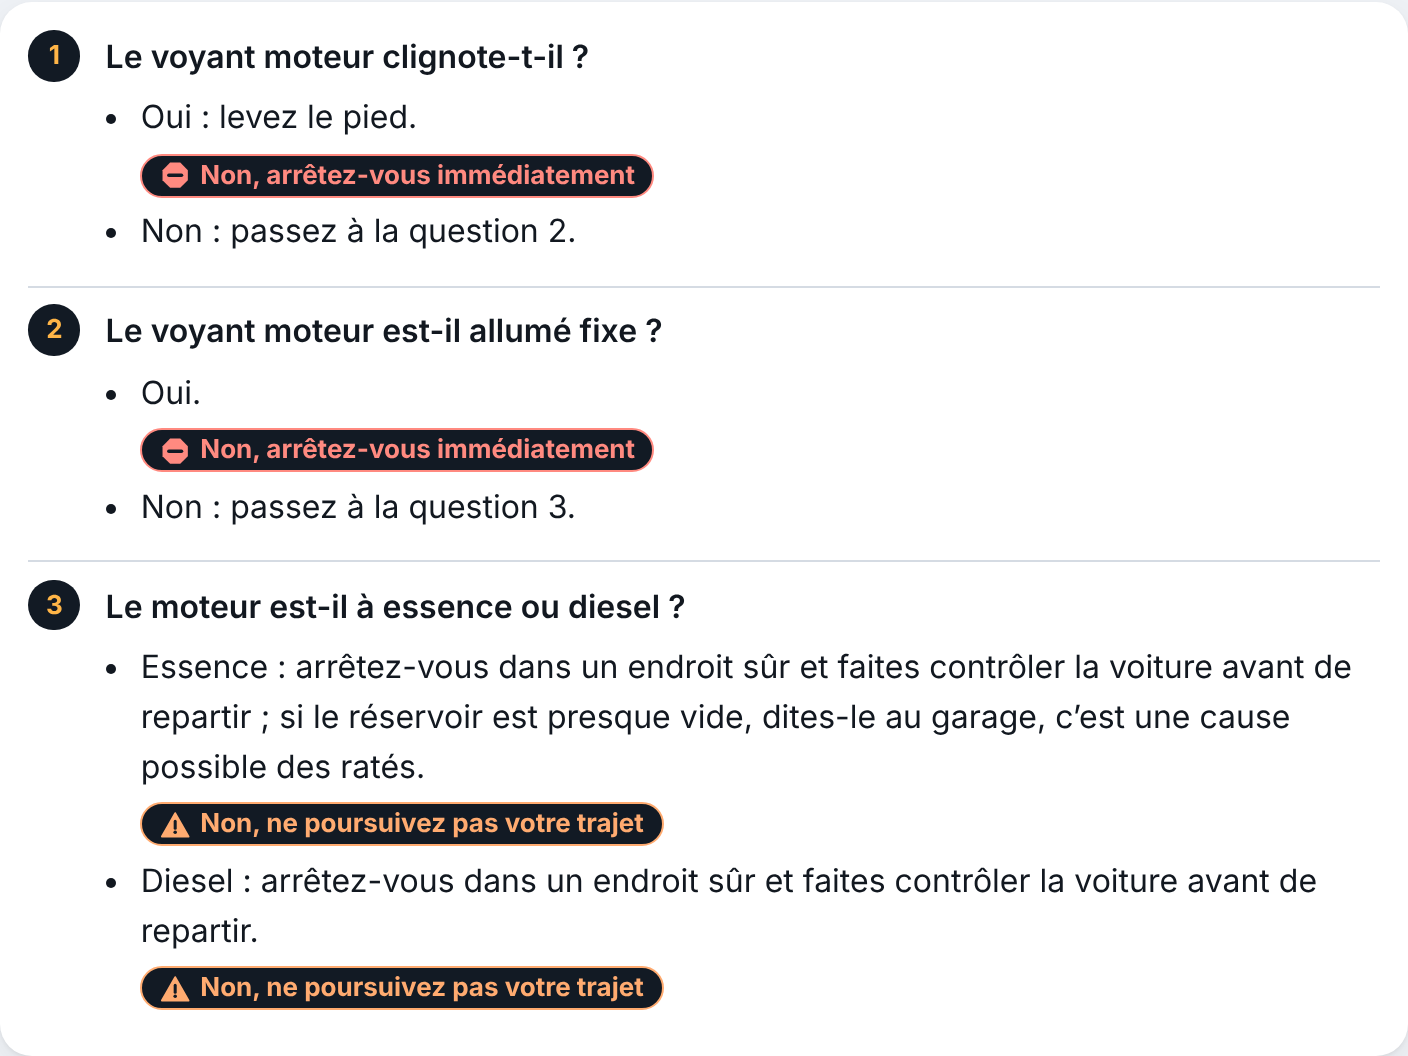 1 Le voyant moteur clignote-t-il ?
• Oui : levez le pied.
Non, arrêtez-vous immédiatement
• Non : passez à la question 2.
2 Le voyant moteur est-il allumé fixe ?
• Oui.
Non, arrêtez-vous immédiatement
• Non : passez à la question 3.
3 Le moteur est-il à essence ou diesel ?
• Essence : arrêtez-vous dans un endroit sûr et faites contrôler la voiture avant de
repartir ; si le réservoir est presque vide, dites-le au garage, c’est une cause
possible des ratés.
Non, ne poursuivez pas votre trajet
• Diesel : arrêtez-vous dans un endroit sûr et faites contrôler la voiture avant de
repartir.
Non, ne poursuivez pas votre trajet